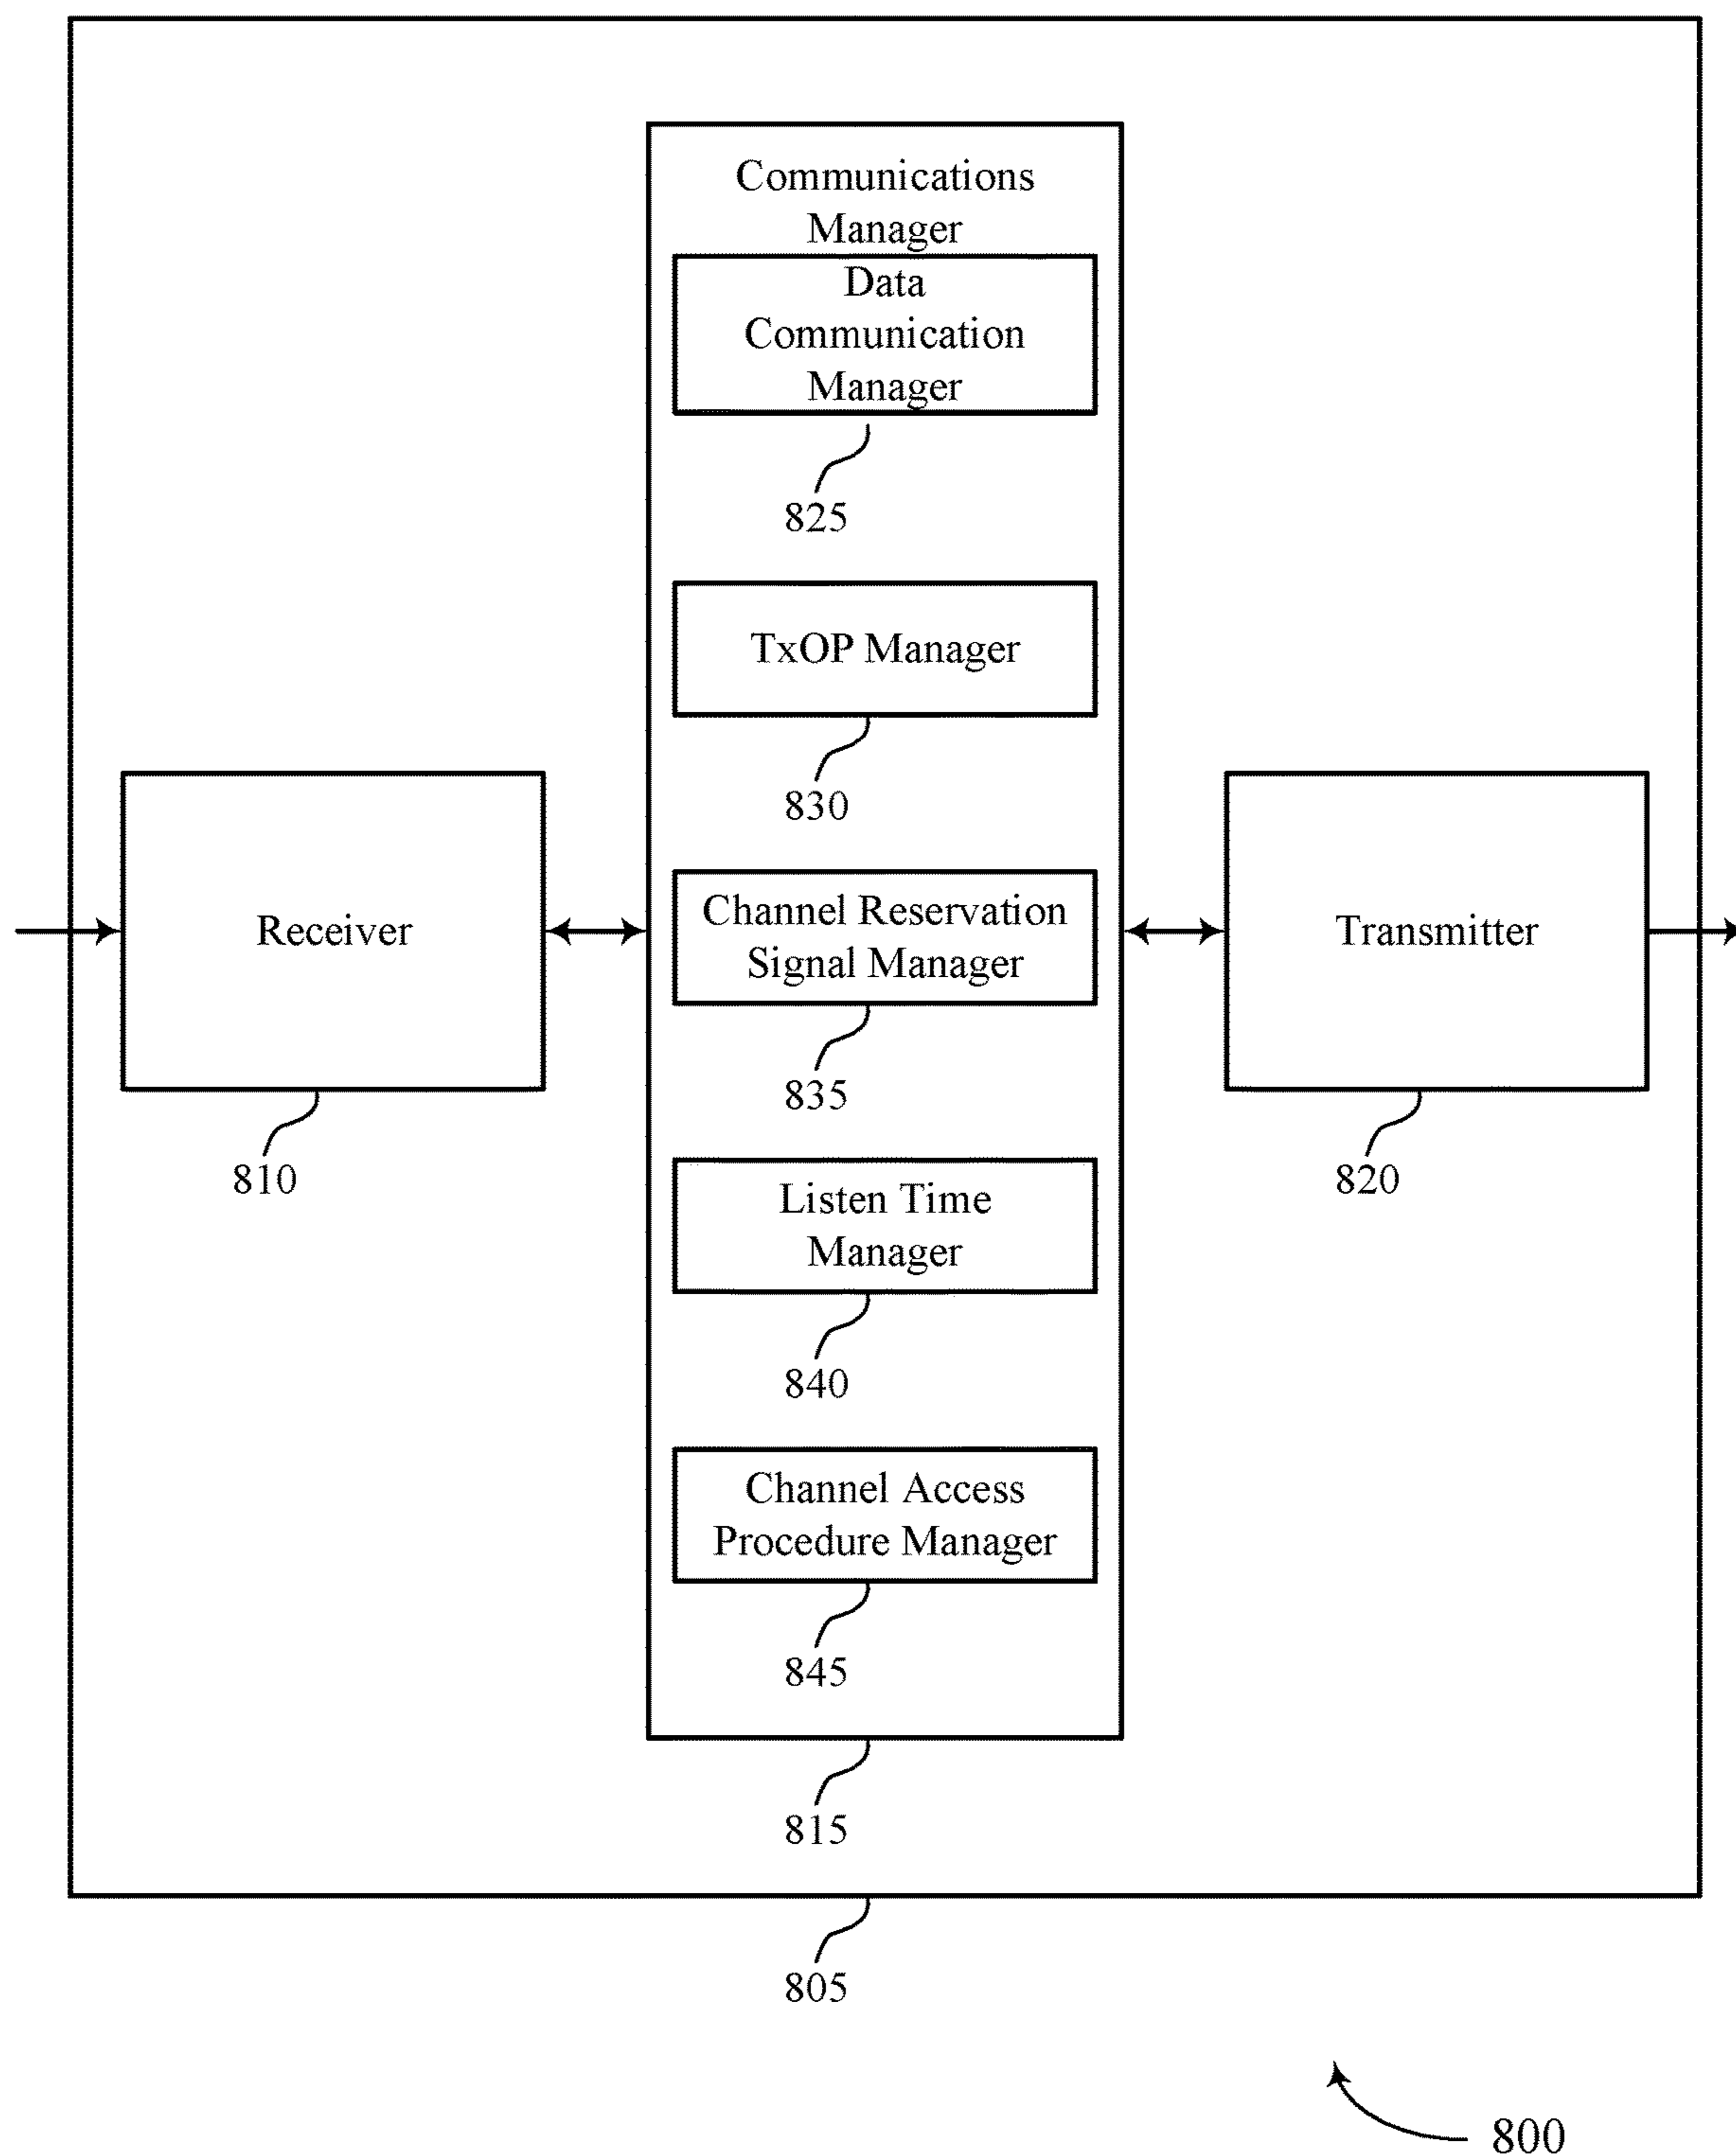 Communications
Manager
Data
Communication
Manager
825
TxOP Manager
830
Receiver
810
Channel Reservation
Signal Manager
835
Transmitter
820
Listen Time
Manager
840
Channel Access
Procedure Manager
845
815
805
800